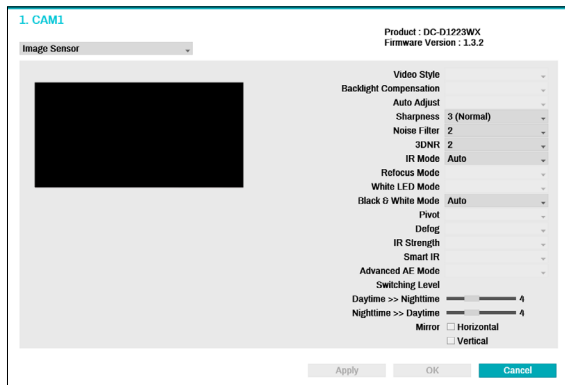 1. CAM1
Product : DC-D1223WX
Firmware Version : 1.3.2
Image Sensor
Video Style
Backlight Compensation
Auto Adjust
Sharpness 3 (Normal)
Noise Filter 2
3DNR 2
IR Mode Auto
Refocus Mode
White LED Mode
Black & White Mode Auto
Pivot
Defog
IR Strength
Smart IR
Advanced AE Mode
Switching Level
Daytime >> Nighttime 4
Nighttime >> Daytime 4
Mirror Horizontal
Vertical
Apply OK Cancel